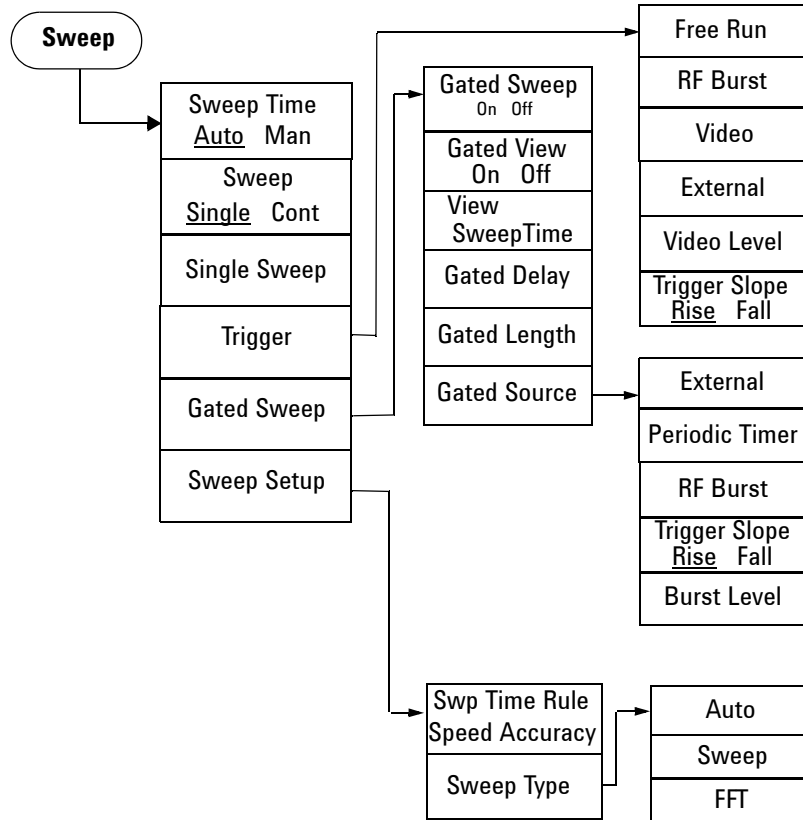 Sweep
Sweep Time
Auto Man
Sweep
Single Cont
Single Sweep
Trigger
Gated Sweep
Sweep Setup
Gated Sweep
On Off
Gated View
On Off
View
SweepTime
Gated Delay
Gated Length
Gated Source
Free Run
RF Burst
Video
External
Video Level
Trigger Slope
Rise Fall
External
Periodic Timer
RF Burst
Trigger Slope
Rise Fall
Burst Level
Swp Time Rule
Speed Accuracy
Sweep Type
Auto
Sweep
FFT